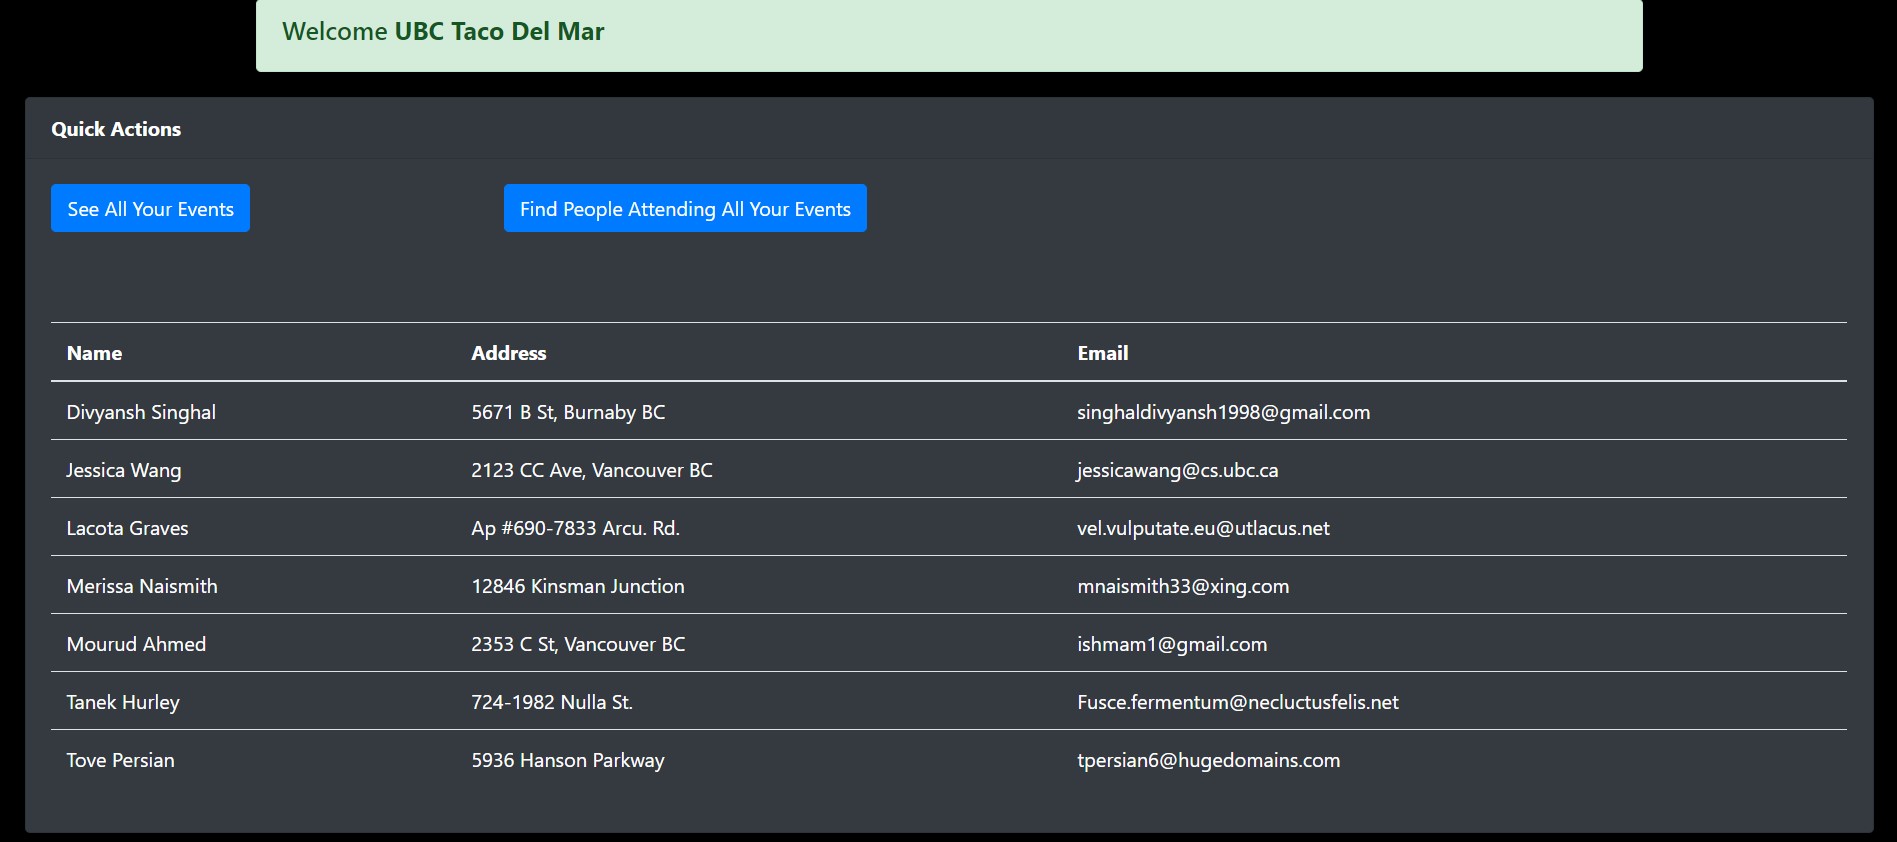 Welcome UBC Taco Del Mar
Quick Actions
See All Your Events Find People Attending All Your Events
Name Address Email
Divyansh Singhal 5671 B St, Burnaby BC singhaldivyansh1998@gmail.com
Jessica Wang 2123 CC Ave, Vancouver BC jessicawang@cs.ubc.ca
Lacota Graves Ap #690-7833 Arcu. Rd. vel.vulputate.eu@utlacus.net
Merissa Naismith 12846 Kinsman Junction mnaismith33@xing.com
Mourud Ahmed 2353 C St, Vancouver BC ishmam1@gmail.com
Tanek Hurley 724-1982 Nulla St. Fusce.fermentum@necluctusfelis.net
Tove Persian 5936 Hanson Parkway tpersian6@hugedomains.com